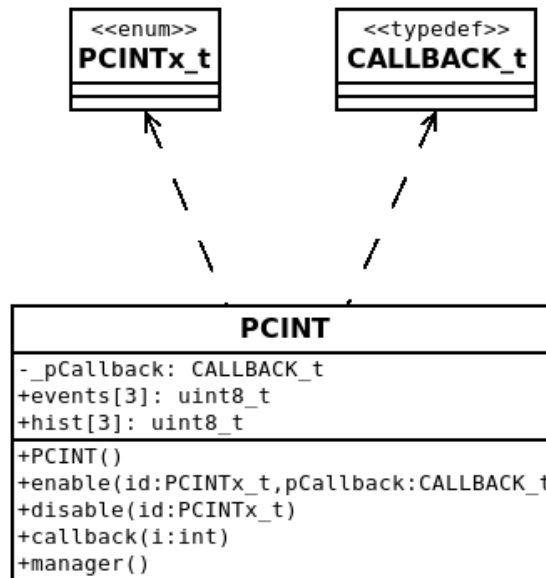 <<enum>>
PCINTx_t
<<typedef>>
CALLBACK_t
PCINT
-_pCallback: CALLBACK_t
+events[3]: uint8_t
+hist[3]: uint8_t
+PCINT()
+enable(id:PCINTx_t,pCallback:CALLBACK_t
+disable(id:PCINTx_t)
+callback(i:int)
+manager()